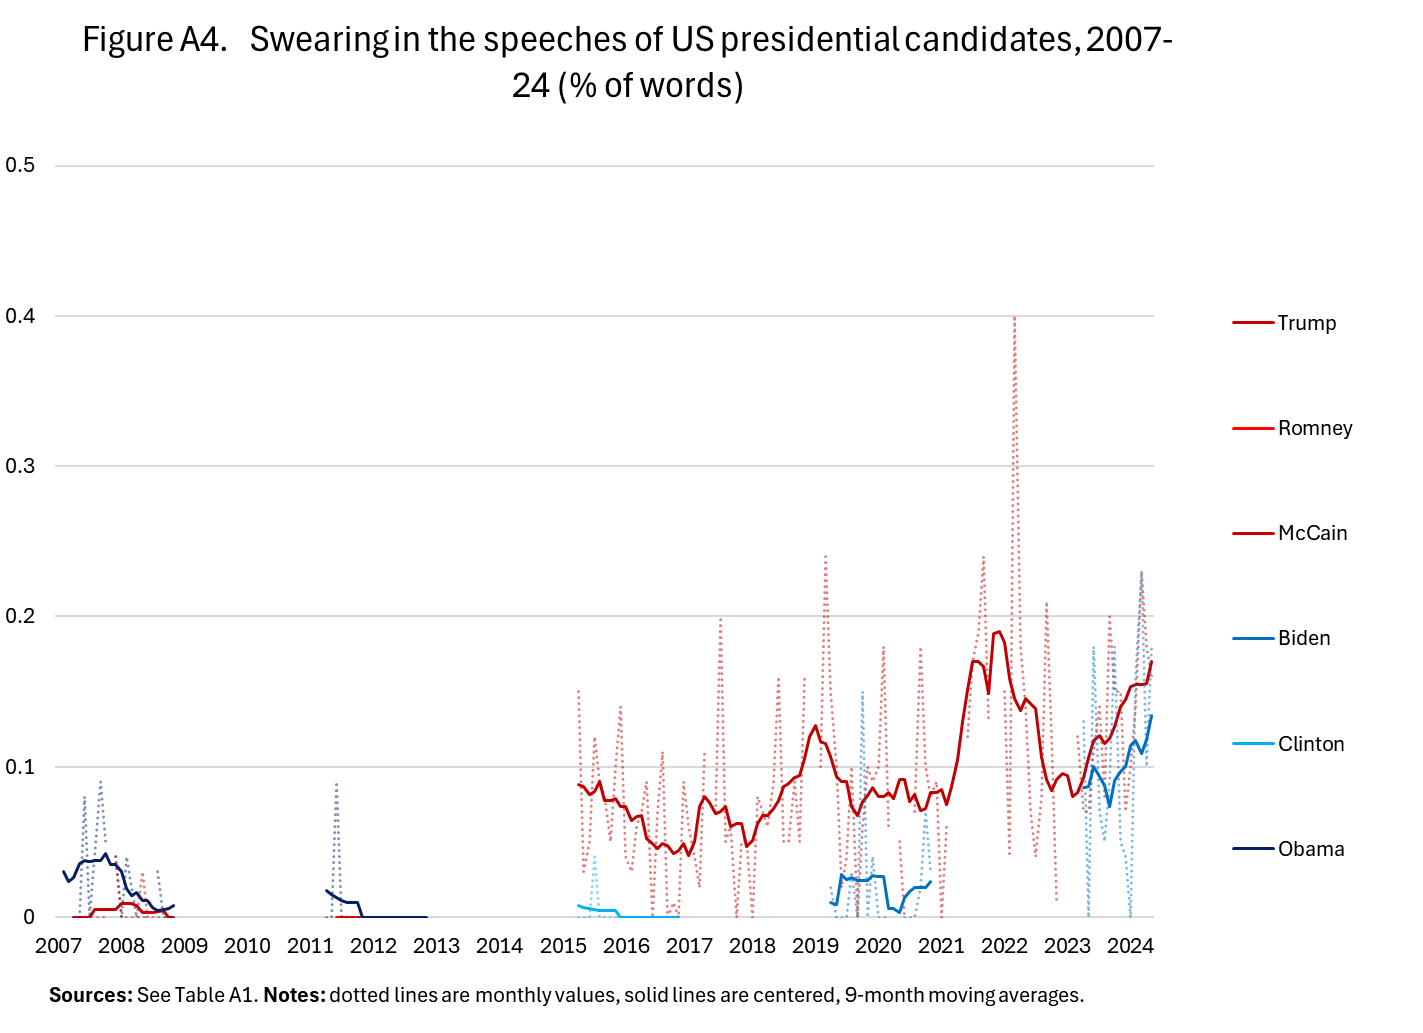 Figure A4.   Swearing in the speeches of US presidential candidates, 2007-
24 (% of words)
0.5
0.4
0.3
0.2
0.1
0
2007 2008 2009 2010 2011 2012 2013 2014 2015 2016 2017 2018 2019 2020 2021 2022 2023 2024
Trump
Romney
McCain
Biden
Clinton
Obama
Sources: See Table A1. Notes: dotted lines are monthly values, solid lines are centered, 9-month moving averages.